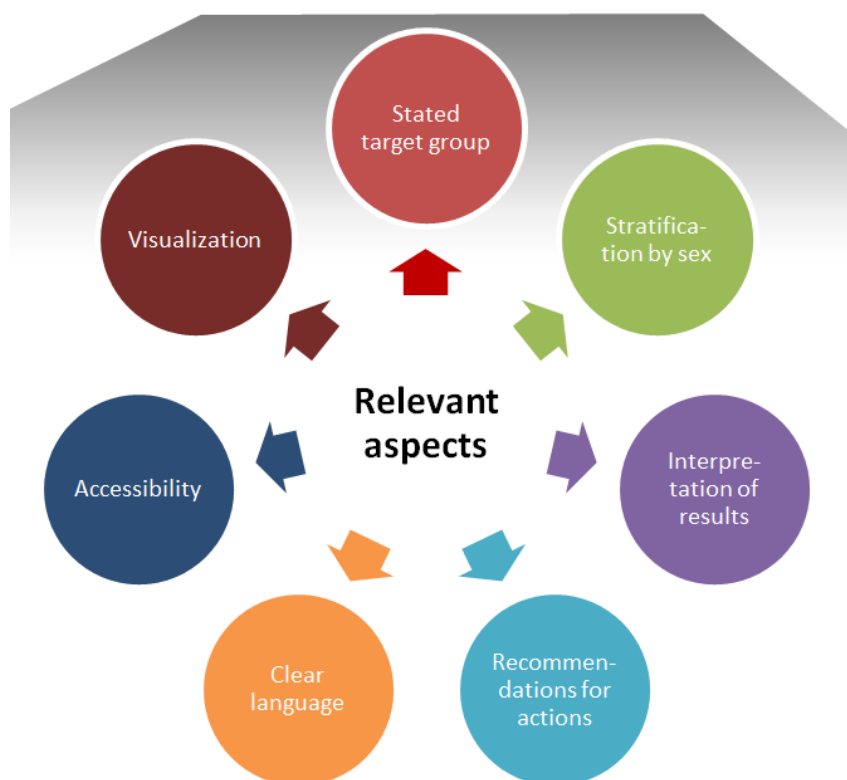 Stated
target group
Stratifica-
tion by sex
Interpre-
tation of
results
Recommen-
dations for
actions
Clear
language
Accessibility
Visualization
Relevant
aspects